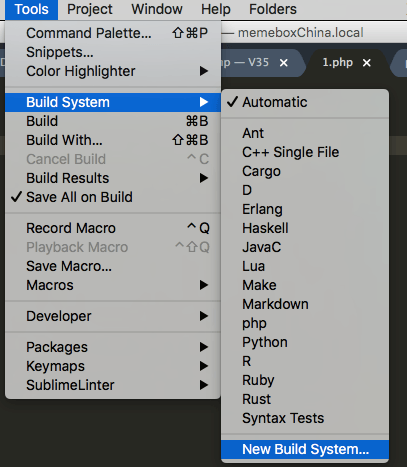 Tools Project Window Help Folders
— memeboxChina.local
up — V35 × 1.php ×
Command Palette... ⇧⌘P
Snippets...
Color Highlighter ▶
Build System ▶
Build ⌘B
Build With... ⇧⌘B
Cancel Build ^C
Build Results ▶
✓ Save All on Build
Record Macro ^Q
Playback Macro ^⇧Q
Save Macro...
Macros ▶
Developer ▶
Packages ▶
Keymaps ▶
SublimeLinter ▶
✓ Automatic
Ant
C++ Single File
Cargo
D
Erlang
Haskell
JavaC
Lua
Make
Markdown
php
Python
R
Ruby
Rust
Syntax Tests
New Build System...